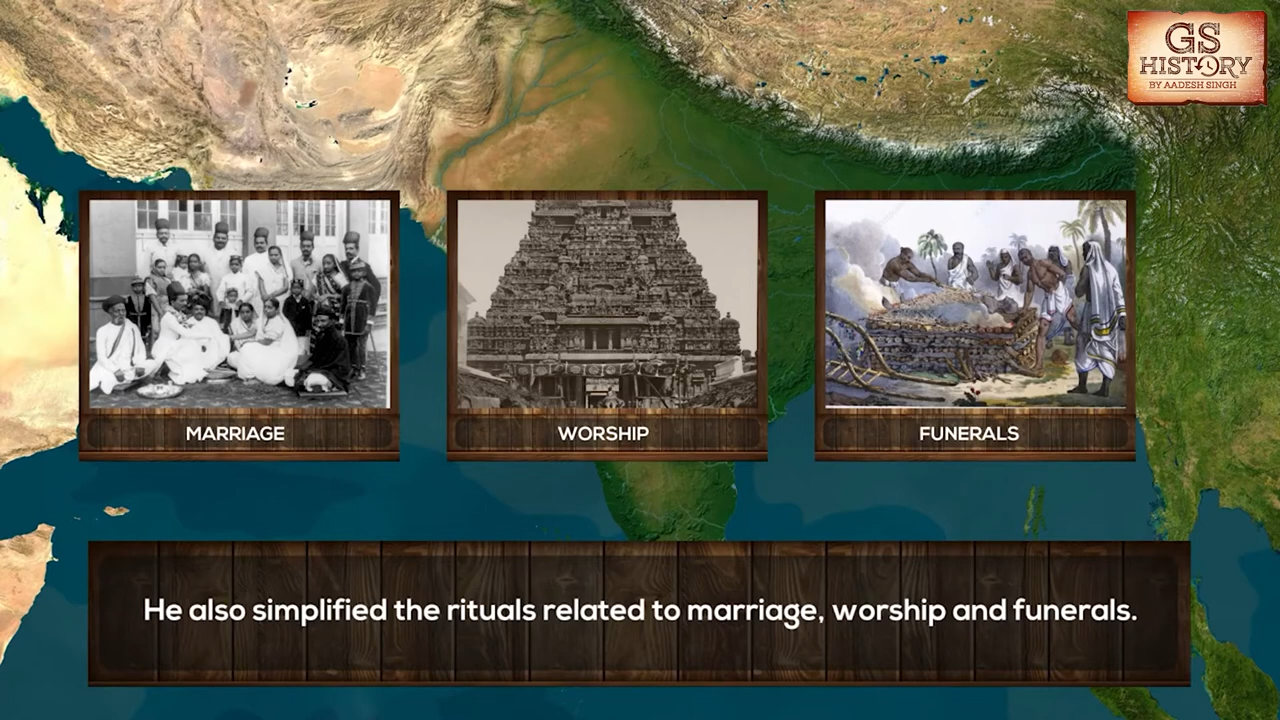 GS
HISTORY
BY AADESH SINGH
MARRIAGE
WORSHIP
FUNERALS
He also simplified the rituals related to marriage, worship and funerals.